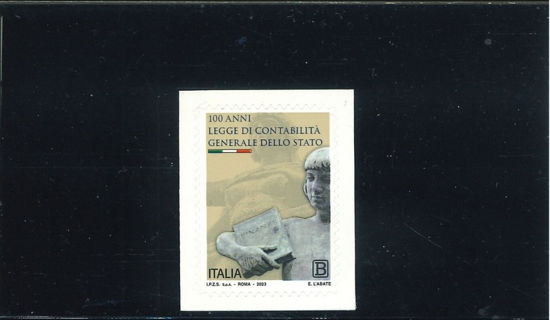 100 ANNI
LEGGE DI CONTABILITÀ
GENERALE DELLO STATO
ITALIA B
I.P.Z.S. S.p.A. - ROMA - 2023 E. L'ABATE